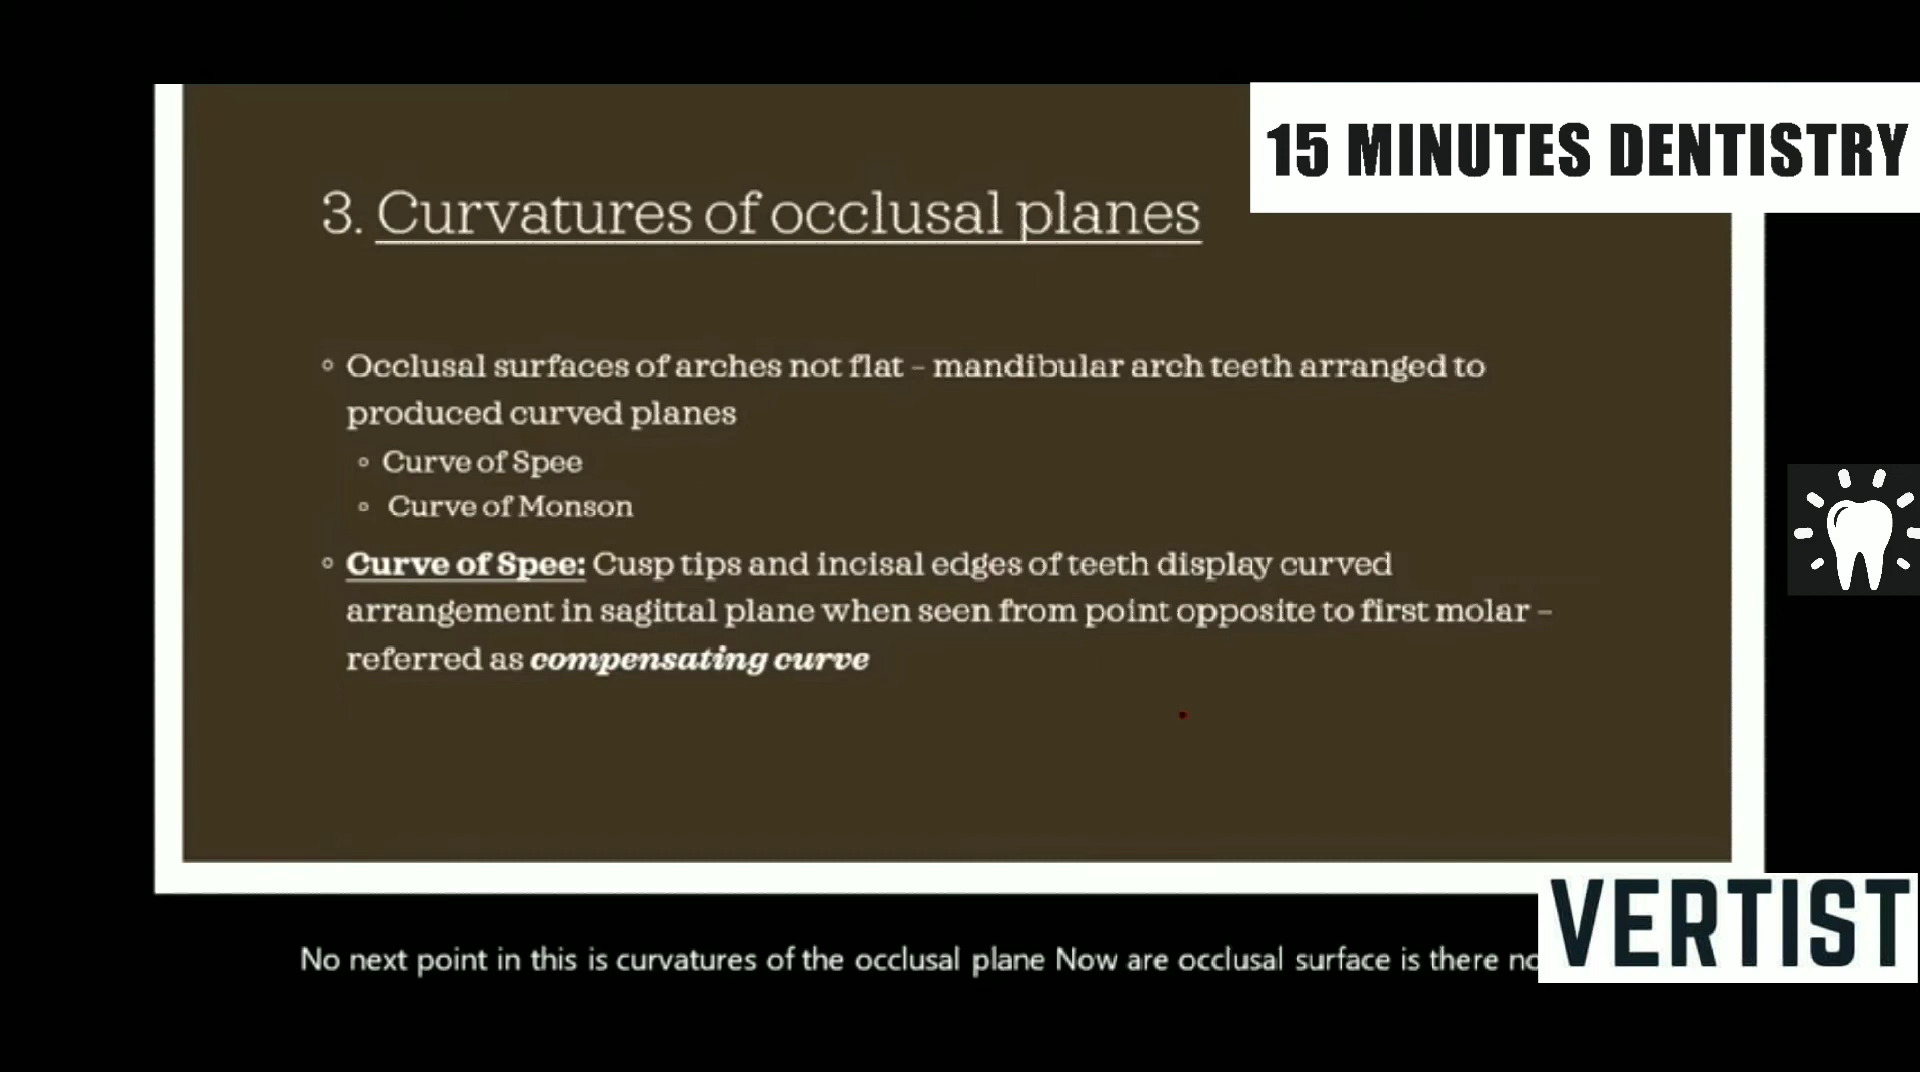 15 MINUTES DENTISTRY
3. Curvatures of occlusal planes
◦ Occlusal surfaces of arches not flat – mandibular arch teeth arranged to
produced curved planes
◦ Curve of Spee
◦ Curve of Monson
◦ Curve of Spee: Cusp tips and incisal edges of teeth display curved
arrangement in sagittal plane when seen from point opposite to first molar –
referred as compensating curve
VERTIST
No next point in this is curvatures of the occlusal plane Now are occlusal surface is there